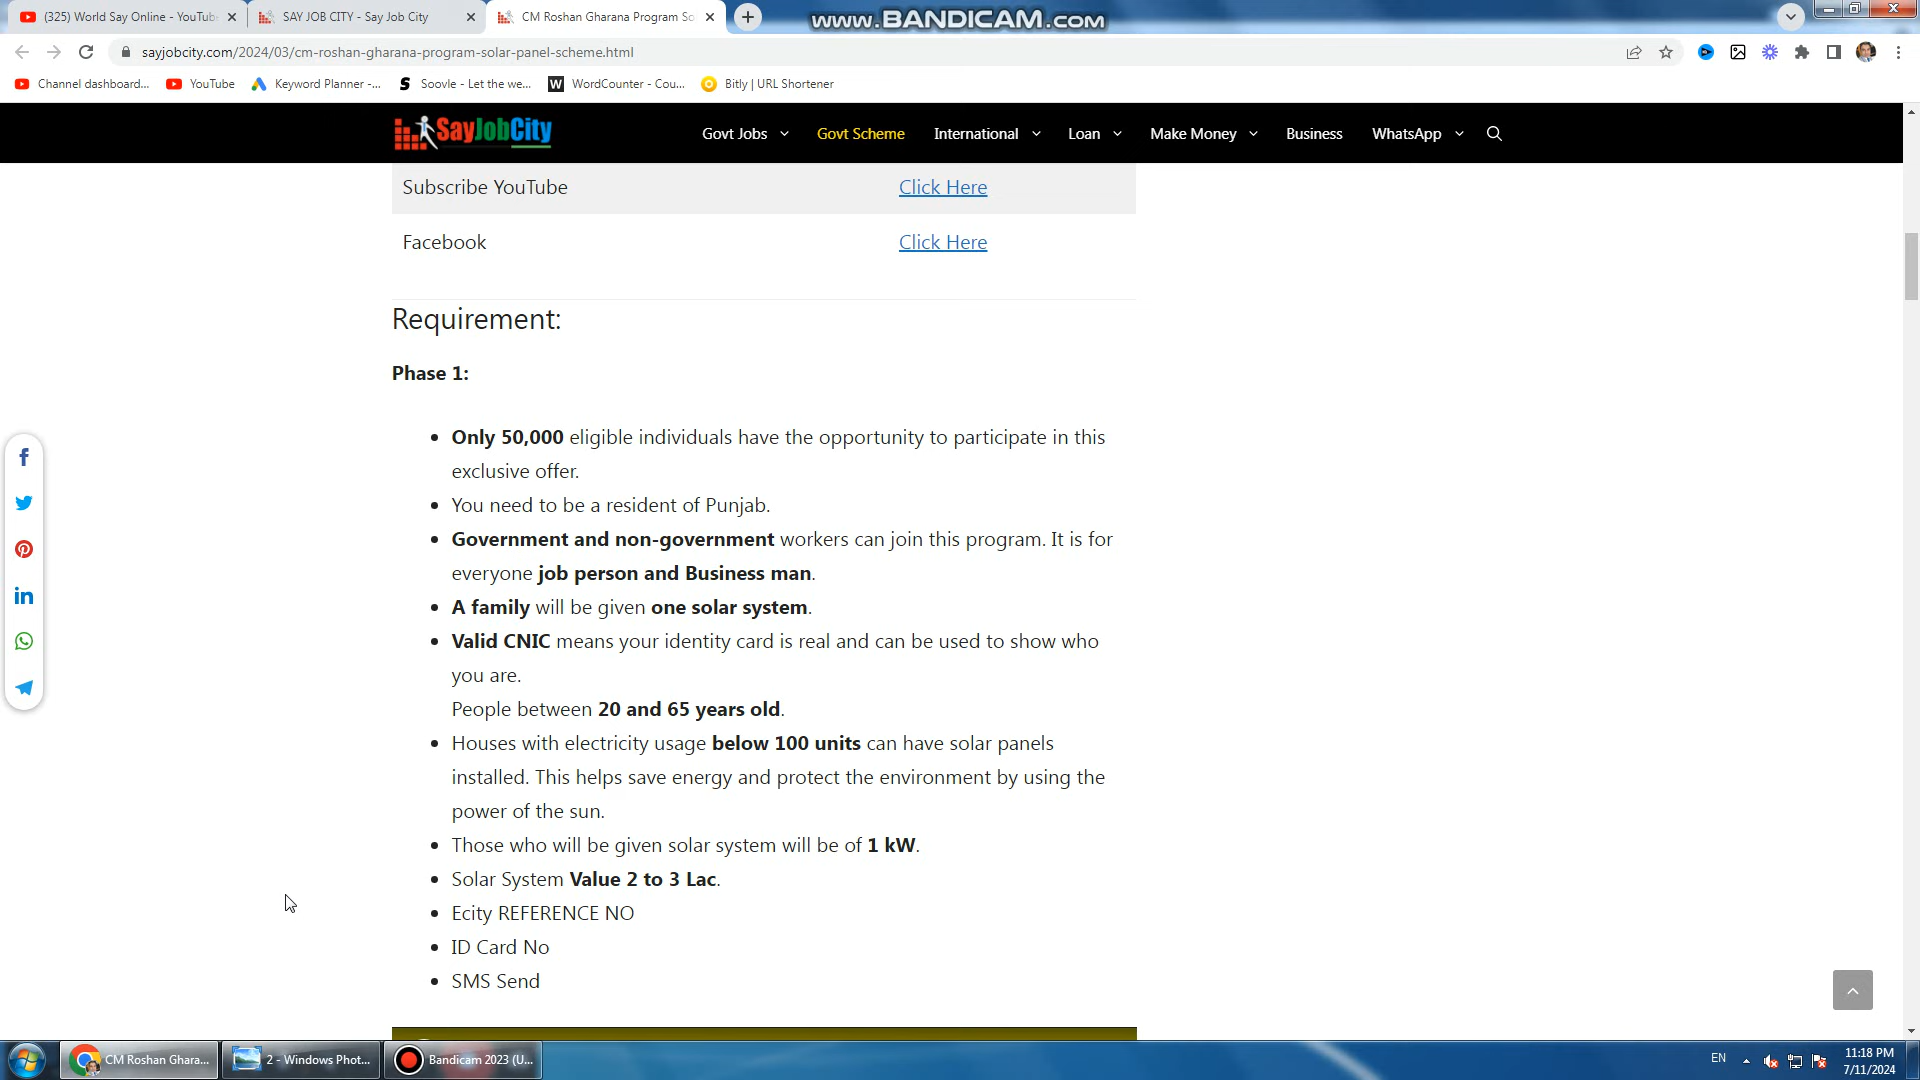 (325) World Say Online - YouTube
SAY JOB CITY - Say Job City
CM Roshan Gharana Program So
www.BANDICAM.com
sayjobcity.com/2024/03/cm-roshan-gharana-program-solar-panel-scheme.html
Channel dashboard...
YouTube
Keyword Planner -...
Soovle - Let the we...
WordCounter - Cou...
Bitly | URL Shortener
SayJobCity
Govt Jobs
Govt Scheme
International
Loan
Make Money
Business
WhatsApp
Subscribe YouTube Click Here
Facebook Click Here
Requirement:
Phase 1:
Only 50,000 eligible individuals have the opportunity to participate in this
exclusive offer.
You need to be a resident of Punjab.
Government and non-government workers can join this program. It is for
everyone job person and Business man.
A family will be given one solar system.
Valid CNIC means your identity card is real and can be used to show who
you are.
People between 20 and 65 years old.
Houses with electricity usage below 100 units can have solar panels
installed. This helps save energy and protect the environment by using the
power of the sun.
Those who will be given solar system will be of 1 kW.
Solar System Value 2 to 3 Lac.
Ecity REFERENCE NO
ID Card No
SMS Send
CM Roshan Ghara...
2 - Windows Phot...
Bandicam 2023 (U...
EN
11:18 PM
7/11/2024